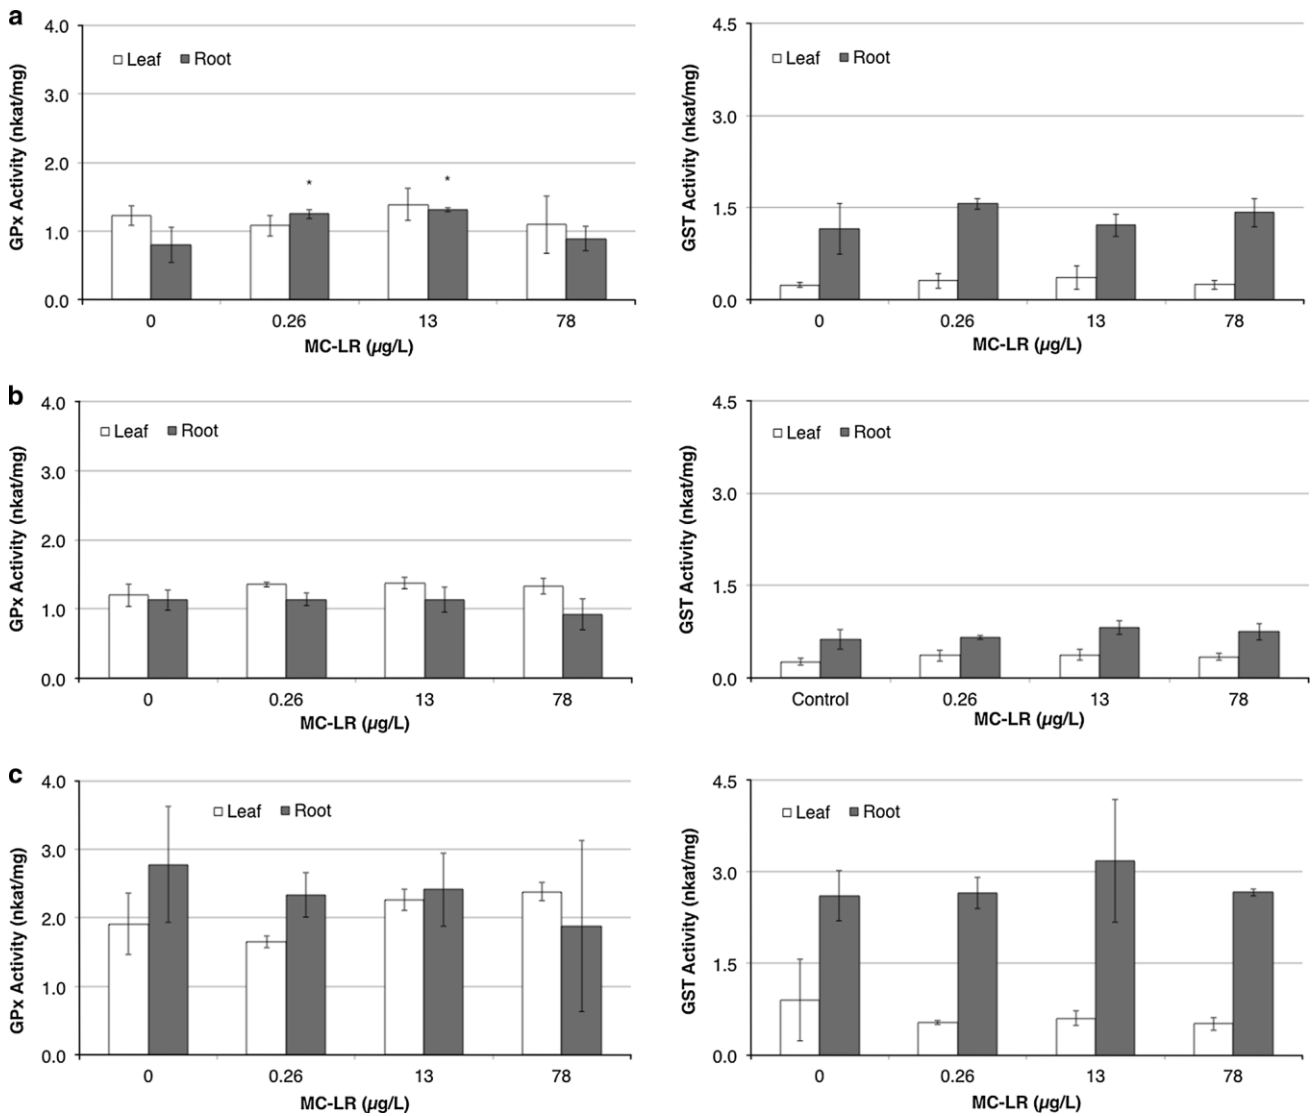 a
4.0
3.0
2.0
1.0
0.0
GPx Activity (nkat/mg)
Leaf Root
*
*
0 0.26 13 78
MC-LR (µg/L)
4.5
3.0
1.5
0.0
GST Activity (nkat/mg)
Leaf Root
0 0.26 13 78
MC-LR (µg/L)
b
4.0
3.0
2.0
1.0
0.0
GPx Activity (nkat/mg)
Leaf Root
0 0.26 13 78
MC-LR (µg/L)
4.5
3.0
1.5
0.0
GST Activity (nkat/mg)
Leaf Root
Control 0.26 13 78
MC-LR (µg/L)
c
4.0
3.0
2.0
1.0
0.0
GPx Activity (nkat/mg)
Leaf Root
0 0.26 13 78
MC-LR (µg/L)
4.5
3.0
1.5
0.0
GST Activity (nkat/mg)
Leaf Root
0 0.26 13 78
MC-LR (µg/L)